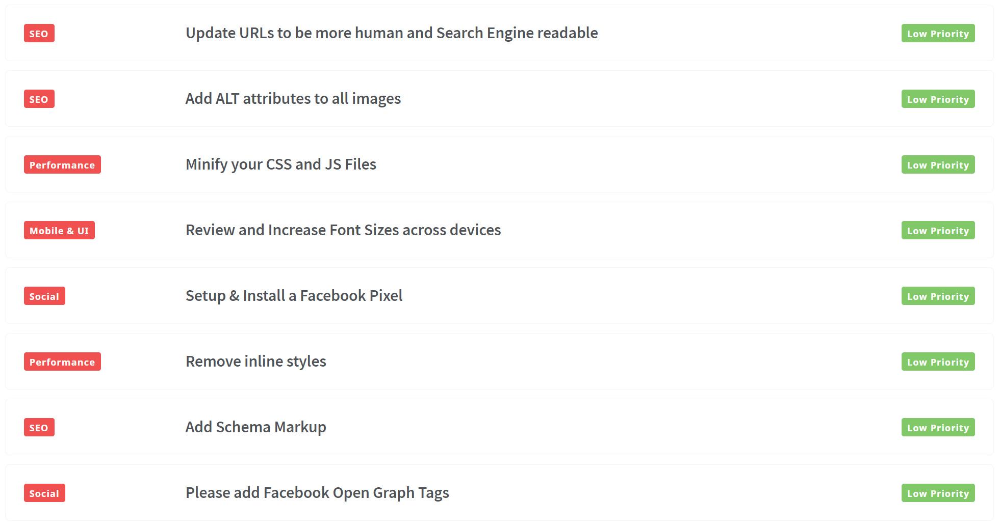 SEO Update URLs to be more human and Search Engine readable Low Priority
SEO Add ALT attributes to all images Low Priority
Performance Minify your CSS and JS Files Low Priority
Mobile & UI Review and Increase Font Sizes across devices Low Priority
Social Setup & Install a Facebook Pixel Low Priority
Performance Remove inline styles Low Priority
SEO Add Schema Markup Low Priority
Social Please add Facebook Open Graph Tags Low Priority